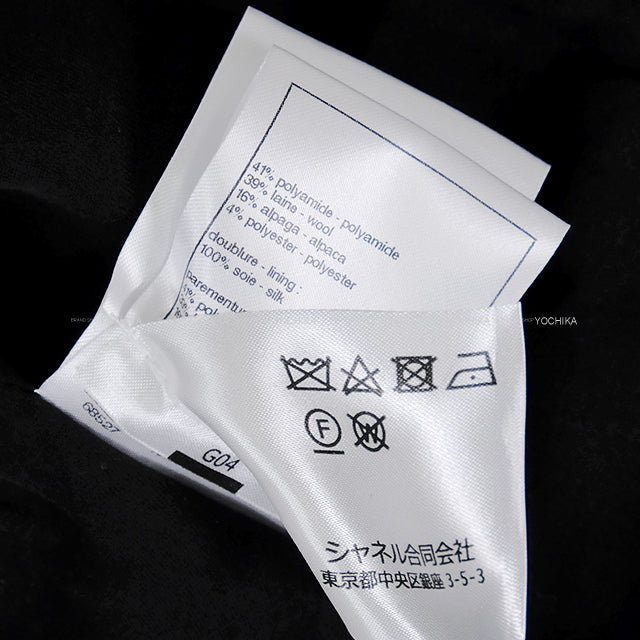 41% polyamide - polyamide
39% laine - wool
16% alpaga - alpaca
4% polyester - polyester
doublure - lining :
100% soie - silk
YOCHIKA
F
W
68527
G04
シャネル合同会社
東京都中央区銀座3-5-3